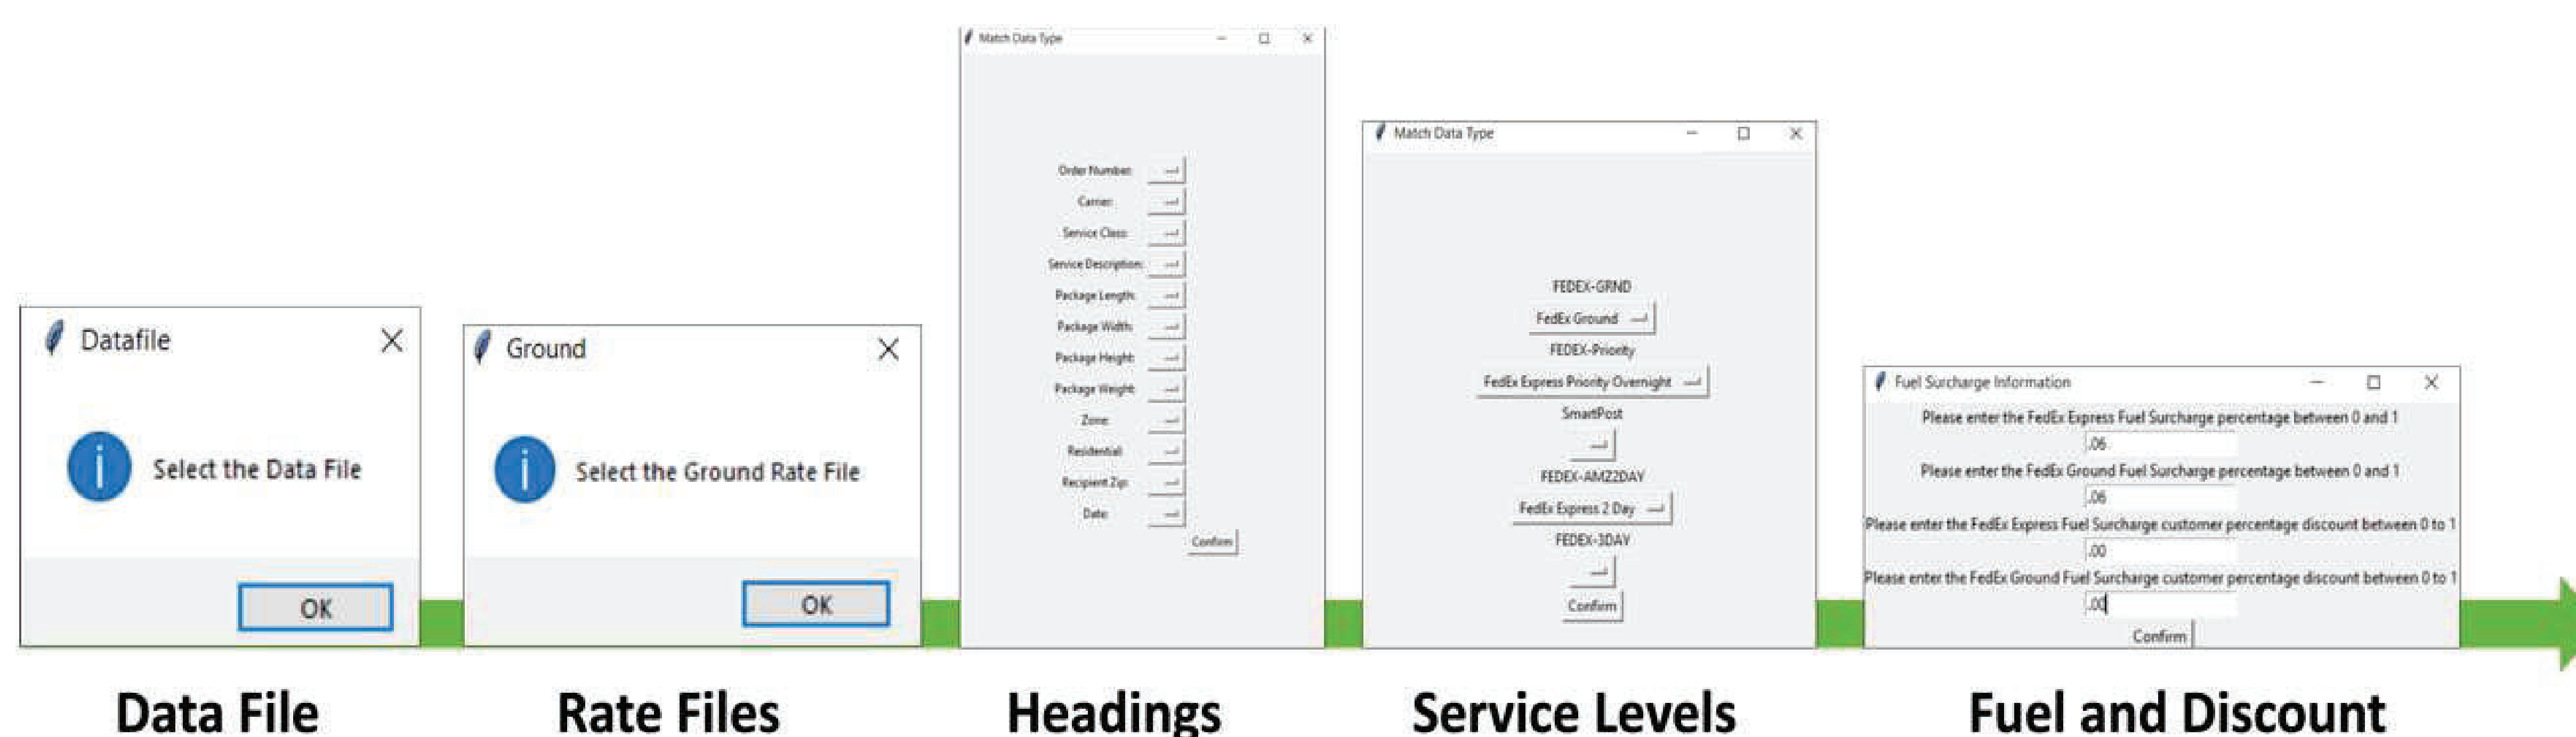 Datafile
Select the Data File
OK
Data File
Ground
Select the Ground Rate File
OK
Rate Files
Match Data Type
Order Number:
Carrier:
Service Class:
Service Description:
Package Length:
Package Width:
Package Height:
Package Weight:
Zone:
Residential:
Recipient Zip:
Date:
Confirm
Headings
Match Data Type
FEDEX-GRND
FedEx Ground
FEDEX-Priority
FedEx Express Priority Overnight
SmartPost
FEDEX-AMZ2DAY
FedEx Express 2 Day
FEDEX-3DAY
Confirm
Service Levels
Fuel Surcharge Information
Please enter the FedEx Express Fuel Surcharge percentage between 0 and 1
.06
Please enter the FedEx Ground Fuel Surcharge percentage between 0 and 1
.06
Please enter the FedEx Express Fuel Surcharge customer percentage discount between 0 to 1
.00
Please enter the FedEx Ground Fuel Surcharge customer percentage discount between 0 to 1
.00
Confirm
Fuel and Discount